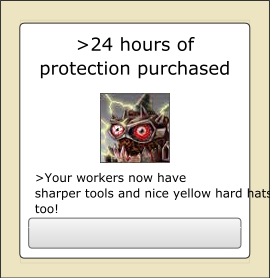 >24 hours of
protection purchased
>Your workers now have
sharper tools and nice yellow hard hats
too!